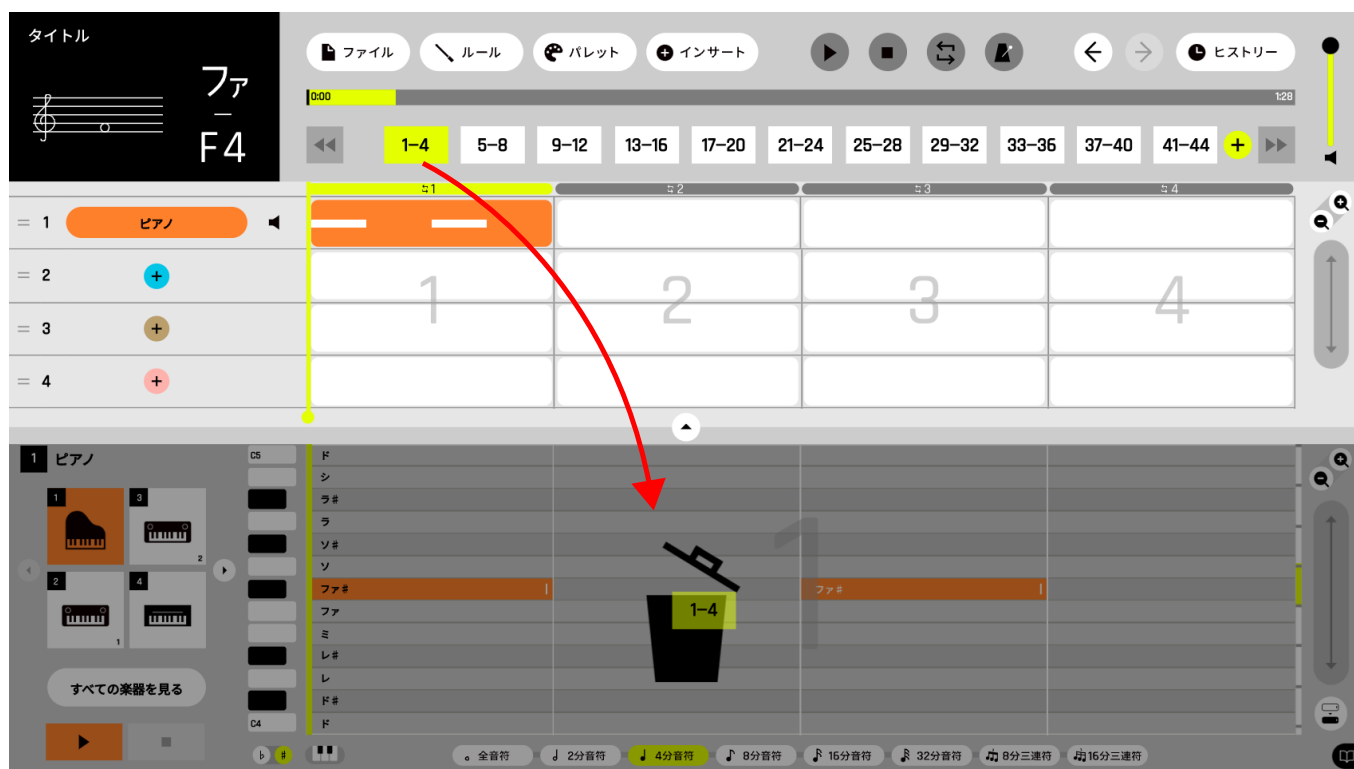 タイトル
ファ
F4
ファイル ルール パレット インサート ヒストリー
0:00 1:28
1–4 5–8 9–12 13–16 17–20 21–24 25–28 29–32 33–36 37–40 41–44 +
1 2 3 4
= 1 ピアノ
= 2 +
= 3 +
= 4 +
1 2 3 4
1 ピアノ
C5 ド
シ
ラ#
ラ
ソ#
ソ
ファ# ファ#
ファ
ミ
レ#
レ
ド#
C4 ド
1
1–4
1 3
2
2 4
1
すべての楽器を見る
♭ #
全音符 2分音符 4分音符 8分音符 16分音符 32分音符 8分三連符 16分三連符